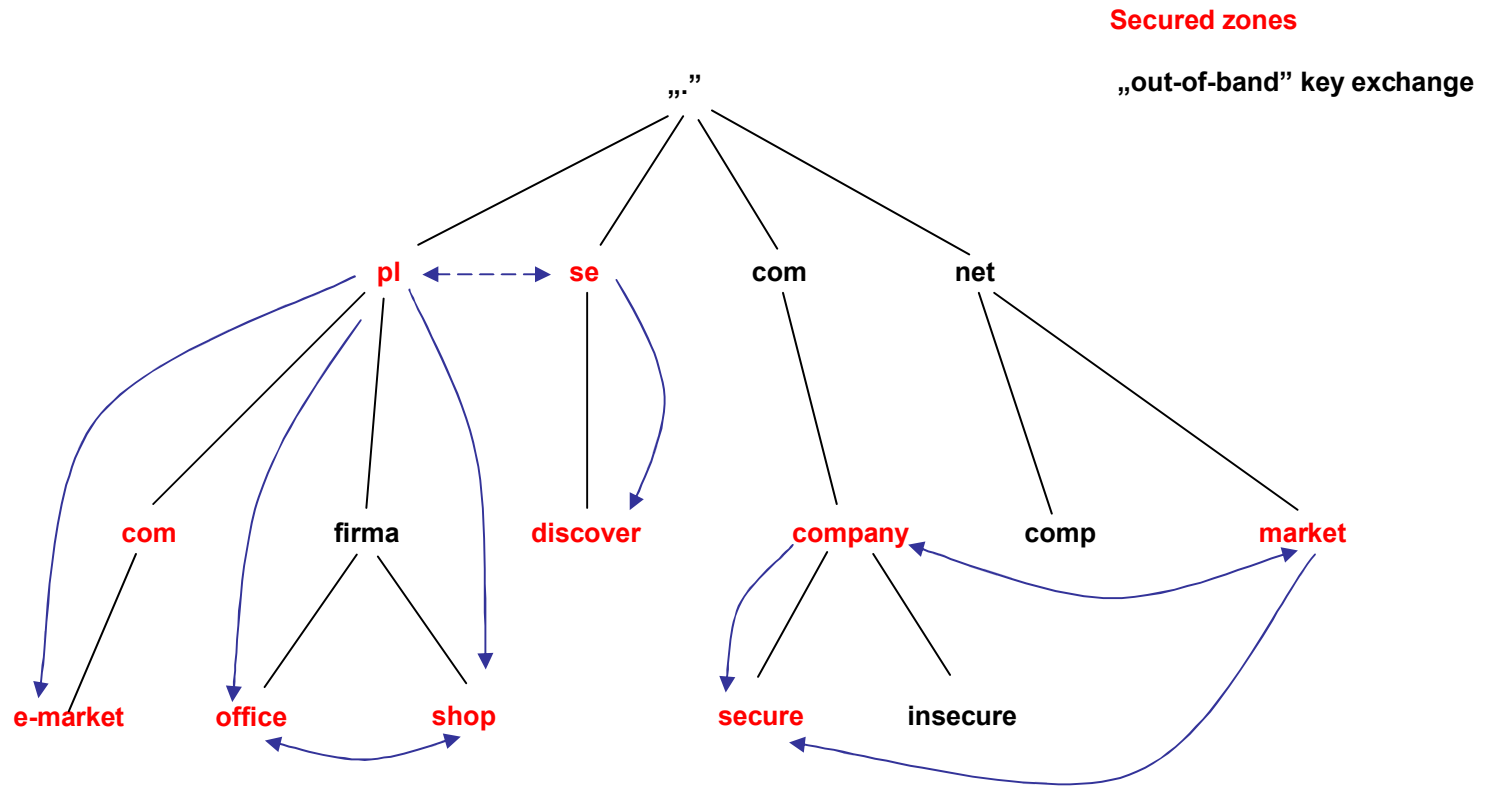 Secured zones
„.”
„out-of-band” key exchange
pl
se
com
net
com
firma
discover
company
comp
market
e-market
office
shop
secure
insecure